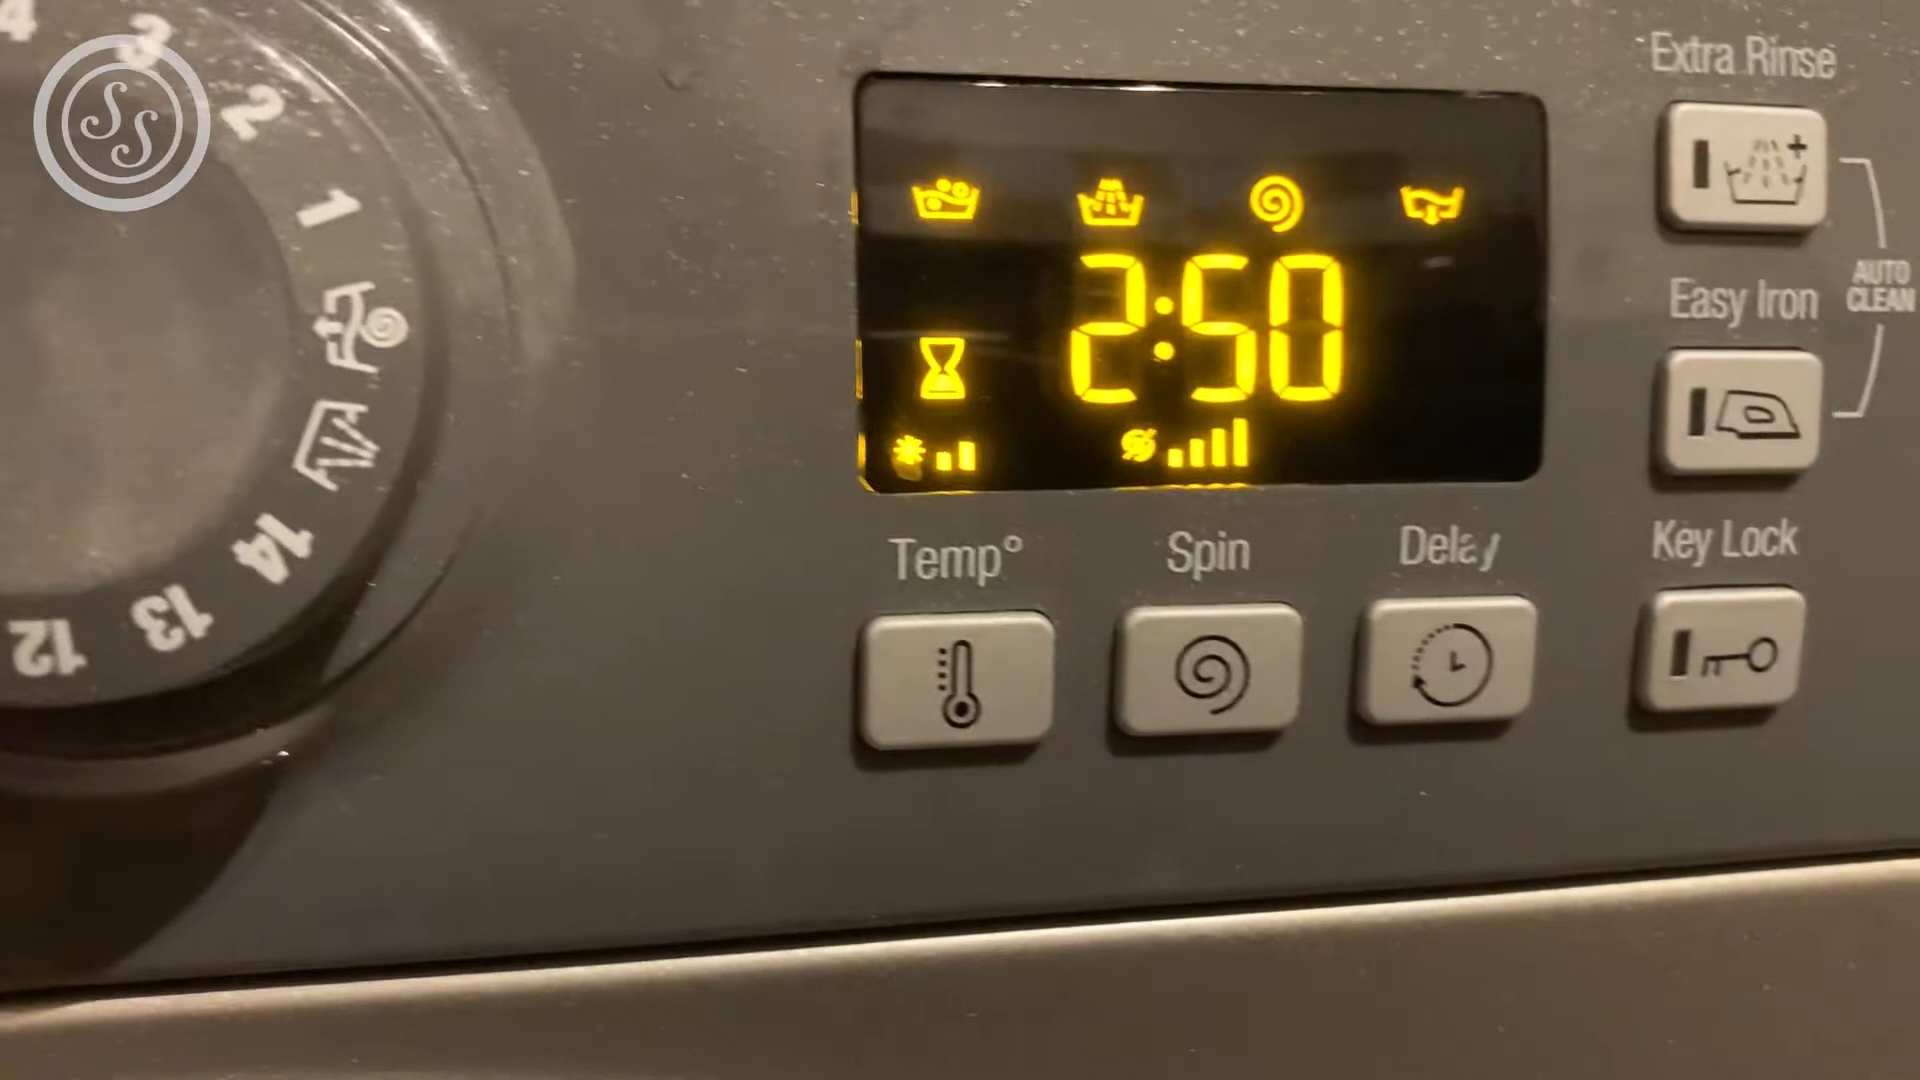 SS
4
3
2
1
14
13
12
2:50
Temp°
Spin
Delay
Extra Rinse
Easy Iron
AUTO
CLEAN
Key Lock